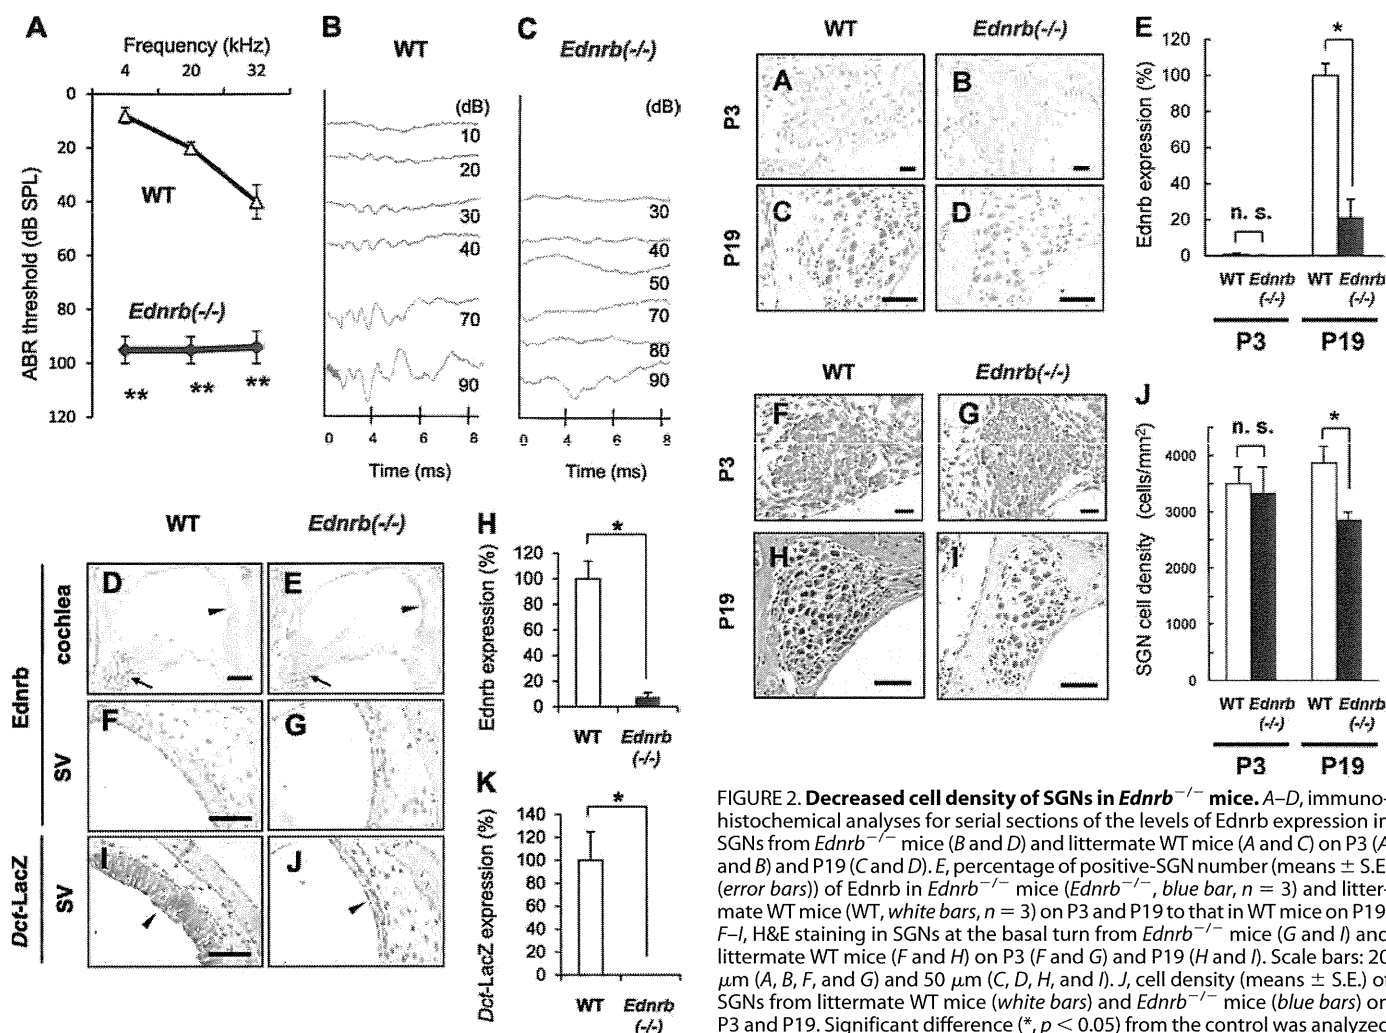 A
Frequency (kHz)
4 20 32
ABR threshold (dB SPL)
0
20
40
60
80
100
120
WT
Ednrb(-/-)
** ** **
B
WT
(dB)
10
20
30
40
70
90
0 4 6 8
Time (ms)
C
Ednrb(-/-)
(dB)
30
40
50
70
80
90
0 4 6 8
Time (ms)
WT Ednrb(-/-)
Ednrb
cochlea
D E
SV
F G
Dct-LacZ
SV
I J
H
Ednrb expression (%)
120
100
80
60
40
20
0
*
WT Ednrb
(-/-)
K
Dct-LacZ expression (%)
140
120
100
80
60
40
20
0
*
WT Ednrb
(-/-)
WT Ednrb(-/-)
P3
A B
P19
C D
E
Ednrb expression (%)
120
100
80
60
40
20
0
n. s.
*
WT Ednrb WT Ednrb
(-/-) (-/-)
P3 P19
WT Ednrb(-/-)
P3
F G
P19
H I
J
SGN cell density (cells/mm²)
4000
3000
2000
1000
0
n. s.
*
WT Ednrb WT Ednrb
(-/-) (-/-)
P3 P19
FIGURE 2. Decreased cell density of SGNs in Ednrb−/− mice. A–D, immuno-
histochemical analyses for serial sections of the levels of Ednrb expression in
SGNs from Ednrb−/− mice (B and D) and littermate WT mice (A and C) on P3 (A
and B) and P19 (C and D). E, percentage of positive-SGN number (means ± S.E.
(error bars)) of Ednrb in Ednrb−/− mice (Ednrb−/−, blue bar, n = 3) and litter-
mate WT mice (WT, white bars, n = 3) on P3 and P19 to that in WT mice on P19.
F–I, H&E staining in SGNs at the basal turn from Ednrb−/− mice (G and I) and
littermate WT mice (F and H) on P3 (F and G) and P19 (H and I). Scale bars: 20
μm (A, B, F, and G) and 50 μm (C, D, H, and I). J, cell density (means ± S.E.) of
SGNs from littermate WT mice (white bars) and Ednrb−/− mice (blue bars) on
P3 and P19. Significant difference (*, p < 0.05) from the control was analyzed